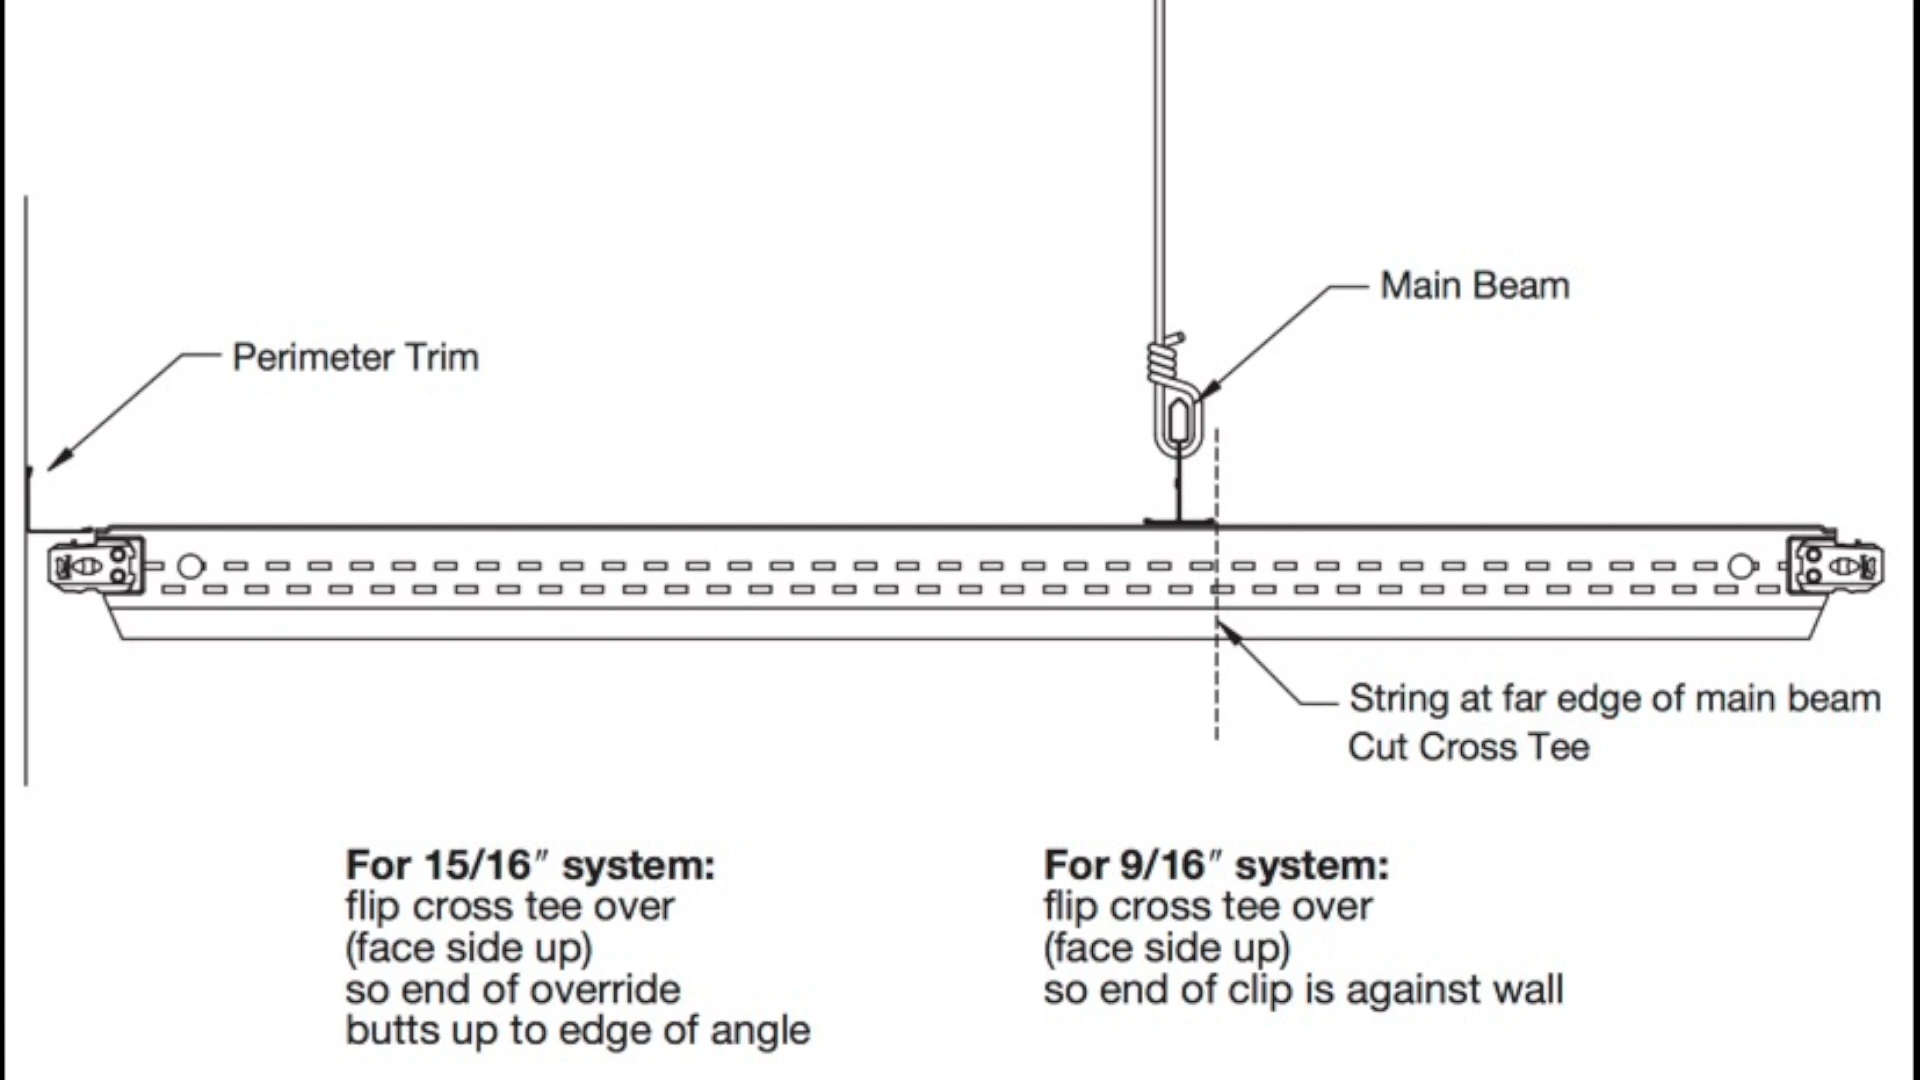 Main Beam
Perimeter Trim
String at far edge of main beam
Cut Cross Tee
For 15/16″ system:
flip cross tee over
(face side up)
so end of override
butts up to edge of angle
For 9/16″ system:
flip cross tee over
(face side up)
so end of clip is against wall